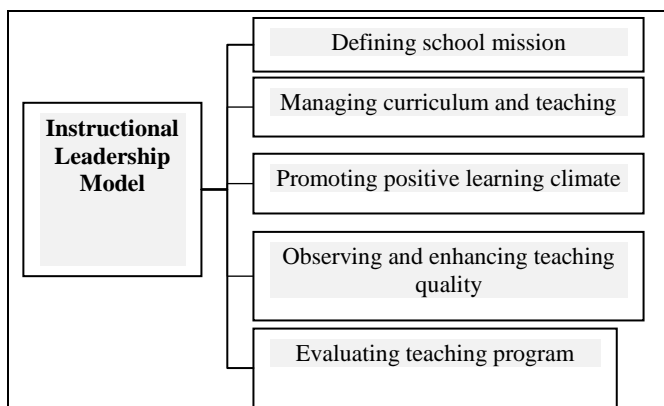 Defining school mission
Managing curriculum and teaching
Instructional
Leadership
Model
Promoting positive learning climate
Observing and enhancing teaching
quality
Evaluating teaching program